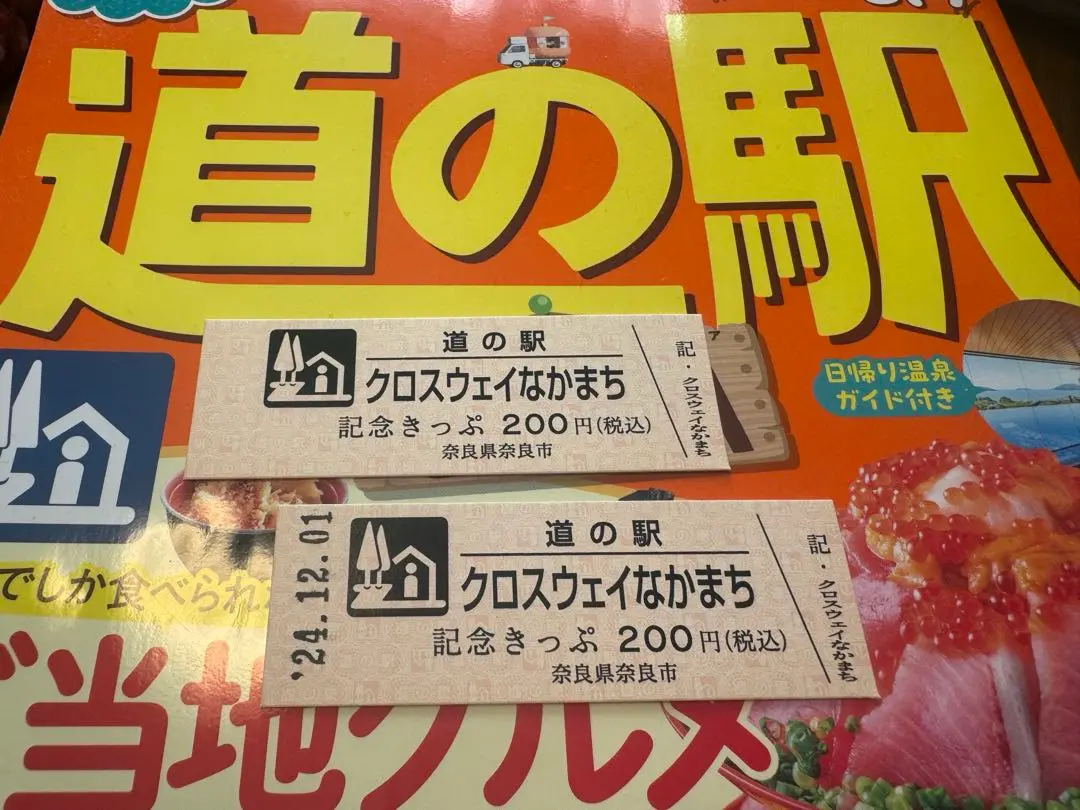 道の駅
日帰り温泉
ガイド付き
道の駅
クロスウェイなかまち
記念きっぷ 200円(税込)
奈良県奈良市
記・クロスウェイなかまち
'24.12.01
道の駅
クロスウェイなかまち
記念きっぷ 200円(税込)
奈良県奈良市
記・クロスウェイなかまち
でしか食べられ
ご当地グルメ